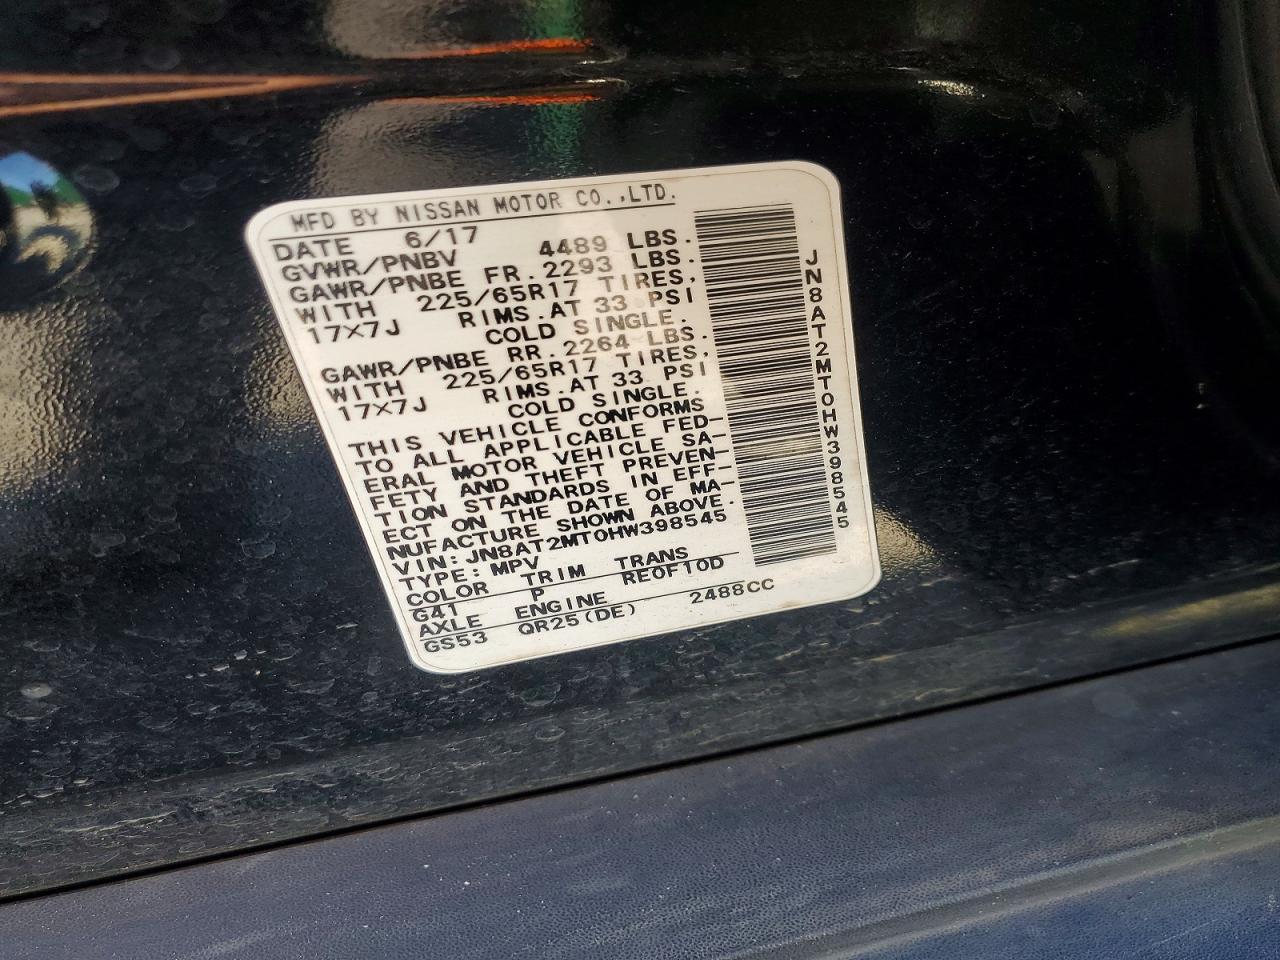 MFD BY NISSAN MOTOR CO.,LTD.
DATE 6/17
GVWR/PNBV 4489 LBS.
GAWR/PNBE FR. 2293 LBS.
WITH 225/65R17 TIRES,
17X7J RIMS.AT 33 PSI
COLD SINGLE.
GAWR/PNBE RR. 2264 LBS.
WITH 225/65R17 TIRES,
17X7J RIMS.AT 33 PSI
COLD SINGLE.
THIS VEHICLE CONFORMS
TO ALL APPLICABLE FED-
ERAL MOTOR VEHICLE SA-
FETY AND THEFT PREVEN-
TION STANDARDS IN EFF-
ECT ON THE DATE OF MA-
NUFACTURE SHOWN ABOVE.
VIN:JN8AT2MT0HW398545
TYPE:MPV
COLOR TRIM TRANS
G41 P RE0F10D
AXLE ENGINE
GS53 QR25(DE) 2488CC
JN8AT2MT0HW398545